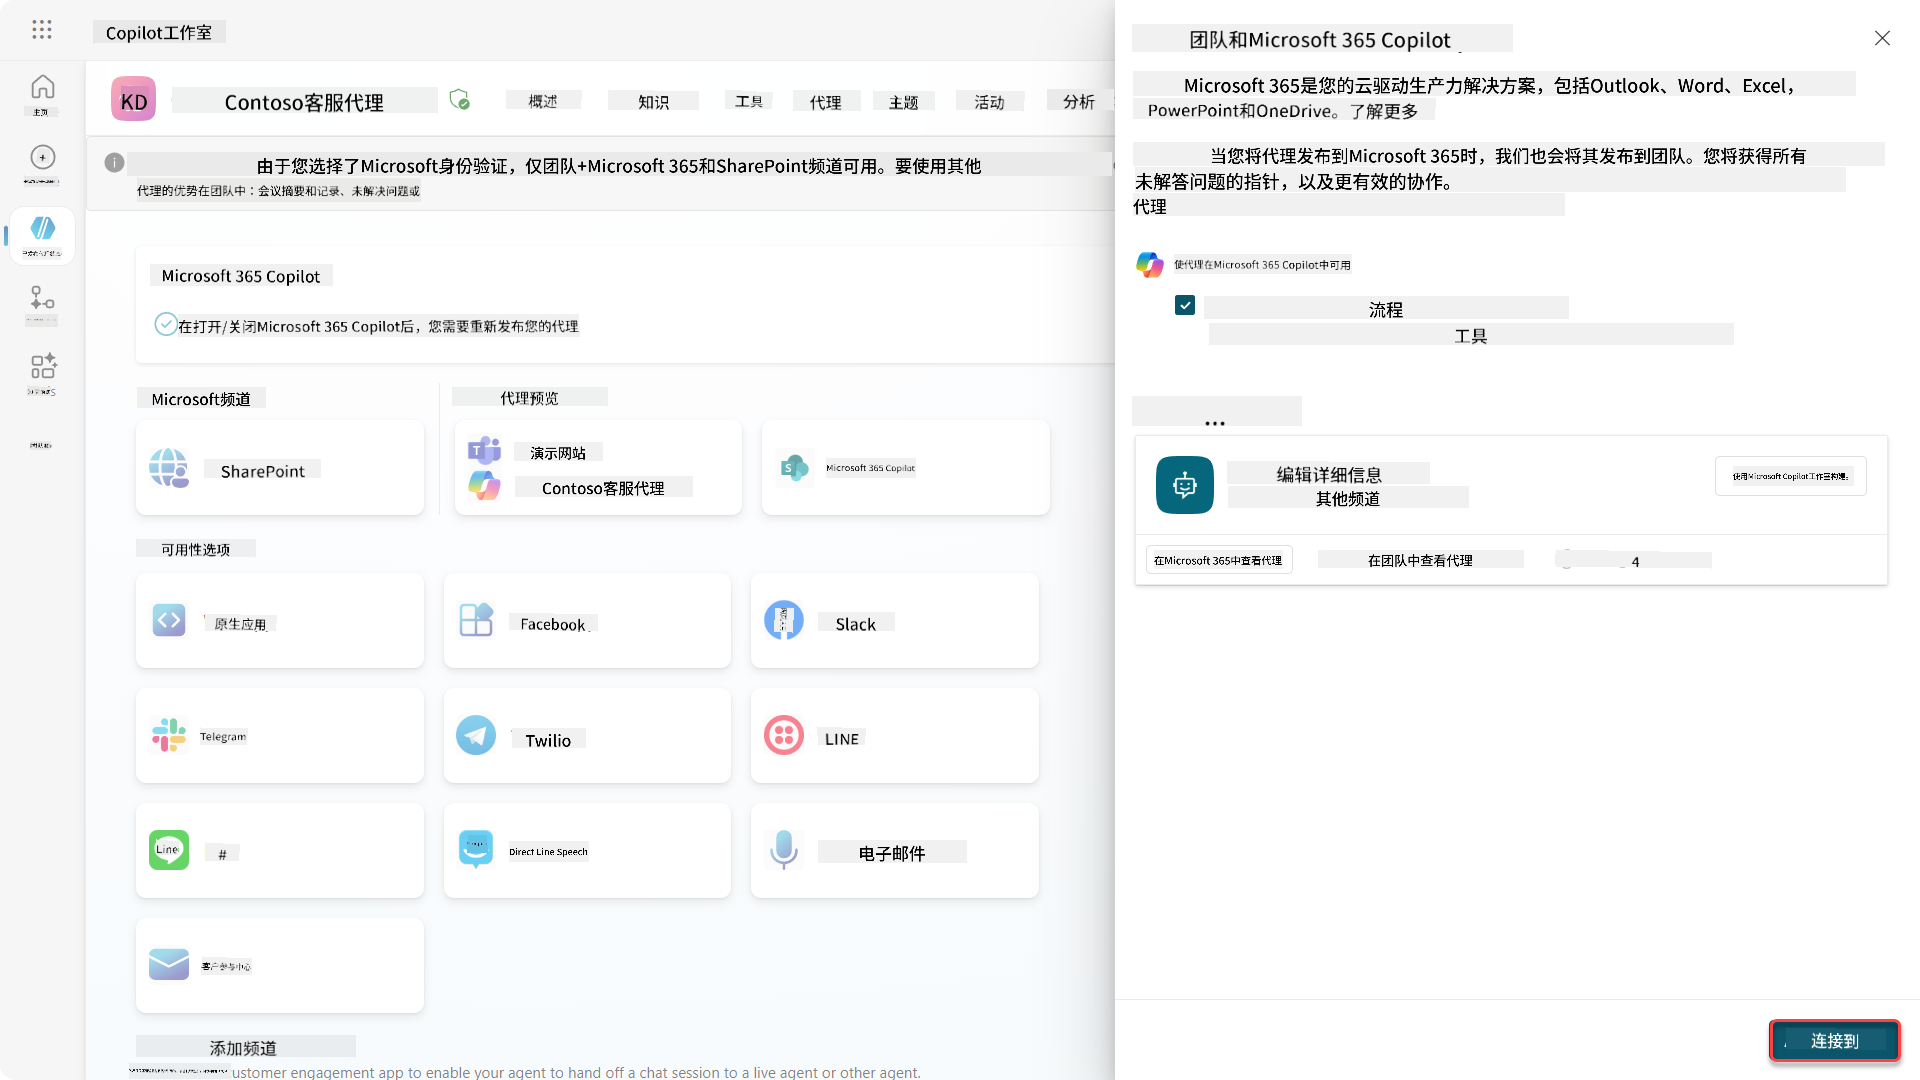 Copilot工作室
主页
KD
Contoso客服代理
概述
知识
工具
代理
主题
活动
分析
由于您选择了Microsoft身份验证，仅团队+Microsoft 365和SharePoint频道可用。要使用其他
代理的优势在团队中：会议摘要和记录、未解决问题或
Microsoft 365 Copilot
在打开/关闭Microsoft 365 Copilot后，您需要重新发布您的代理
Microsoft频道
代理预览
SharePoint
演示网站
Contoso客服代理
Microsoft 365 Copilot
可用性选项
原生应用
Facebook
Slack
Telegram
Twilio
LINE
Line
#
Direct Line Speech
电子邮件
客户参与中心
添加频道
ustomer engagement app to enable your agent to hand off a chat session to a live agent or other agent.
团队和Microsoft 365 Copilot
Microsoft 365是您的云驱动生产力解决方案，包括Outlook、Word、Excel，
PowerPoint和OneDrive。了解更多
当您将代理发布到Microsoft 365时，我们也会将其发布到团队。您将获得所有
未解答问题的指针，以及更有效的协作。
代理
使代理在Microsoft 365 Copilot中可用
流程
工具
...
编辑详细信息
其他频道
使用Microsoft Copilot工作室构建。
在Microsoft 365中查看代理
在团队中查看代理
4
连接到